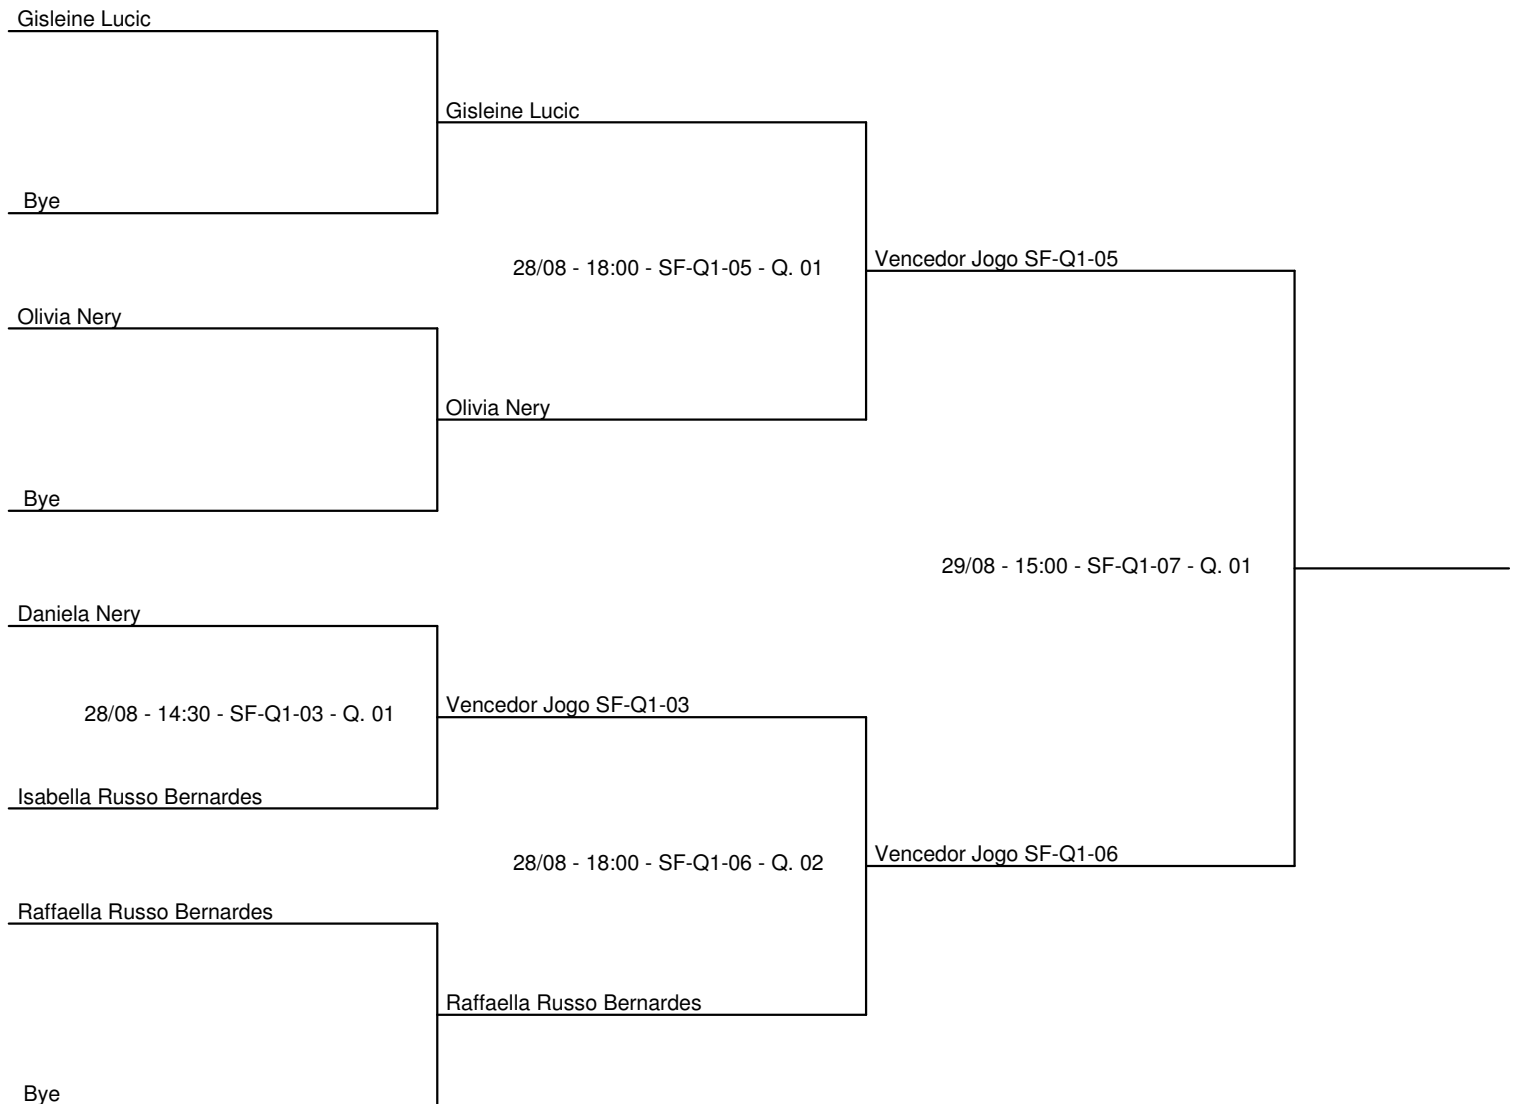 Gisleine Lucic
Gisleine Lucic
Bye
28/08 - 18:00 - SF-Q1-05 - Q. 01
Vencedor Jogo SF-Q1-05
Olivia Nery
Olivia Nery
Bye
29/08 - 15:00 - SF-Q1-07 - Q. 01
Daniela Nery
28/08 - 14:30 - SF-Q1-03 - Q. 01
Vencedor Jogo SF-Q1-03
Isabella Russo Bernardes
28/08 - 18:00 - SF-Q1-06 - Q. 02
Vencedor Jogo SF-Q1-06
Raffaella Russo Bernardes
Raffaella Russo Bernardes
Bye